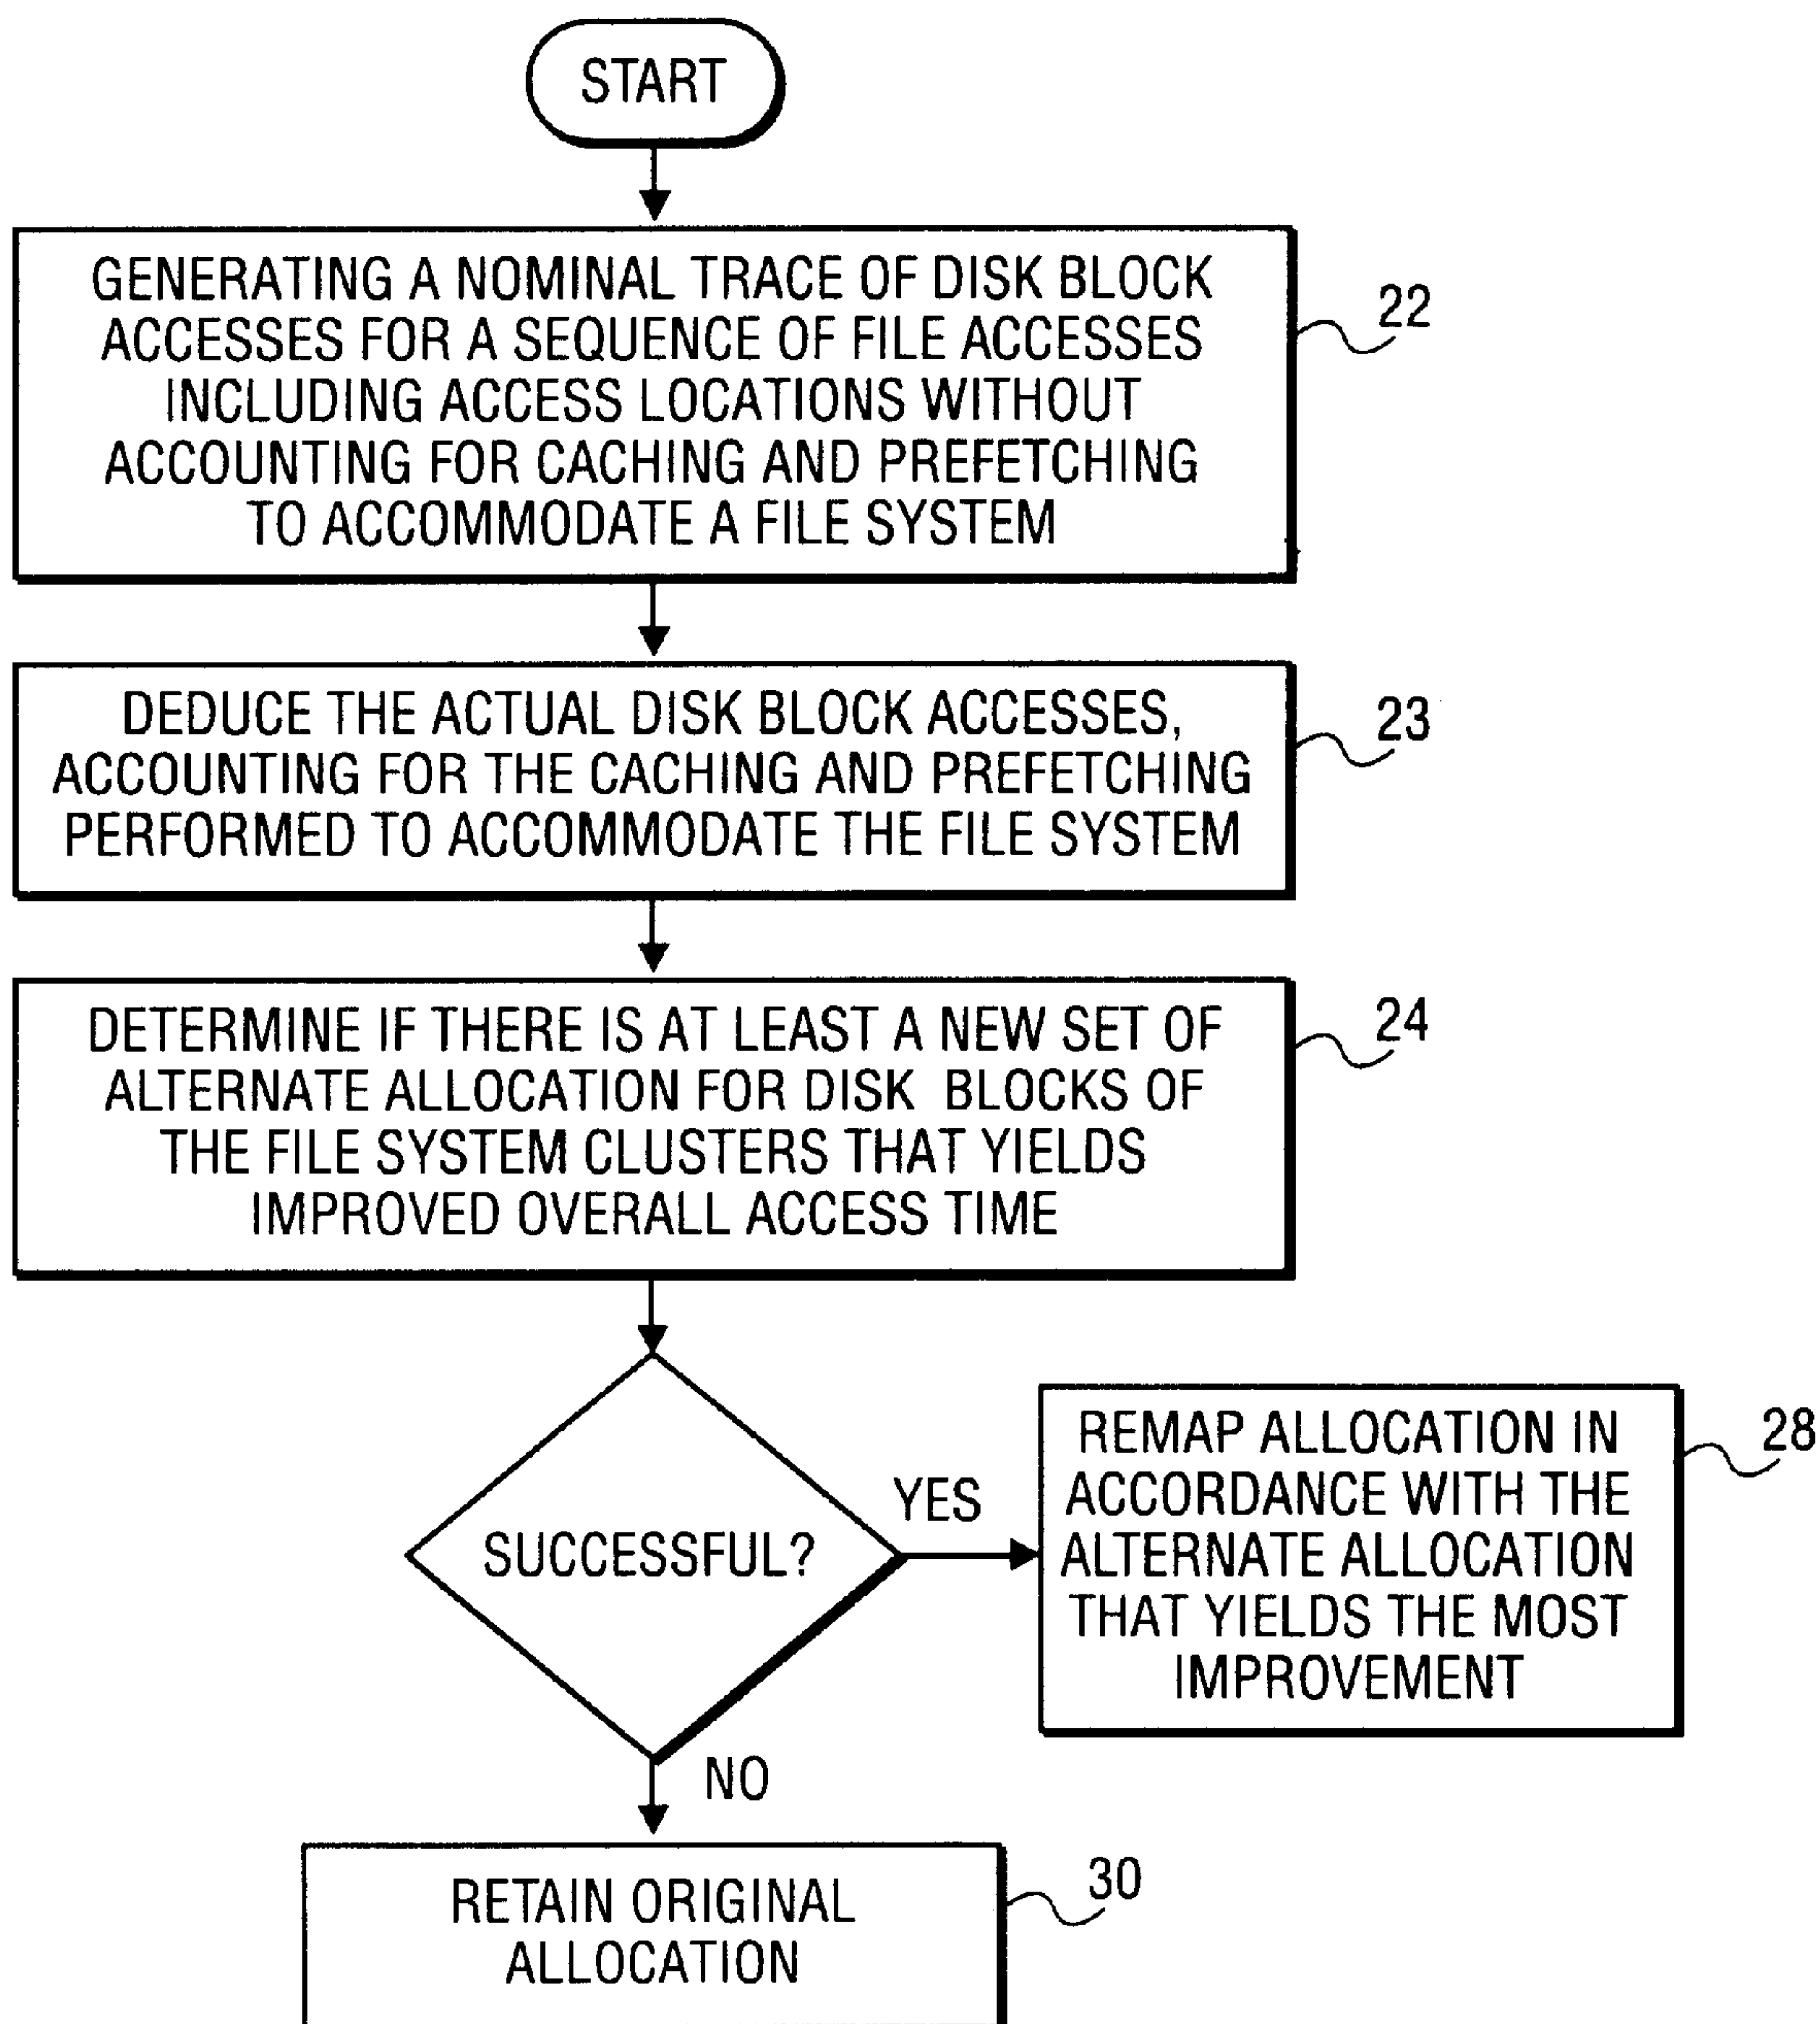 START
GENERATING A NOMINAL TRACE OF DISK BLOCK
ACCESSES FOR A SEQUENCE OF FILE ACCESSES
INCLUDING ACCESS LOCATIONS WITHOUT
ACCOUNTING FOR CACHING AND PREFETCHING
TO ACCOMMODATE A FILE SYSTEM
22
DEDUCE THE ACTUAL DISK BLOCK ACCESSES,
ACCOUNTING FOR THE CACHING AND PREFETCHING
PERFORMED TO ACCOMMODATE THE FILE SYSTEM
23
DETERMINE IF THERE IS AT LEAST A NEW SET OF
ALTERNATE ALLOCATION FOR DISK BLOCKS OF
THE FILE SYSTEM CLUSTERS THAT YIELDS
IMPROVED OVERALL ACCESS TIME
24
SUCCESSFUL?
YES
REMAP ALLOCATION IN
ACCORDANCE WITH THE
ALTERNATE ALLOCATION
THAT YIELDS THE MOST
IMPROVEMENT
28
NO
RETAIN ORIGINAL
ALLOCATION
30